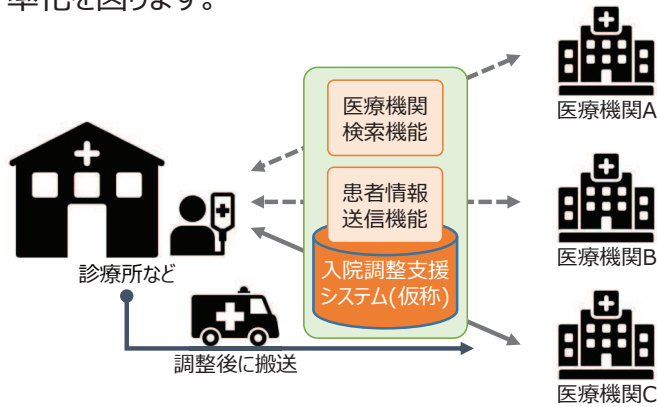 率化を図ります。
医療機関A
医療機関
検索機能
患者情報
送信機能
医療機関B
診療所など
入院調整支援
システム(仮称)
調整後に搬送
医療機関C